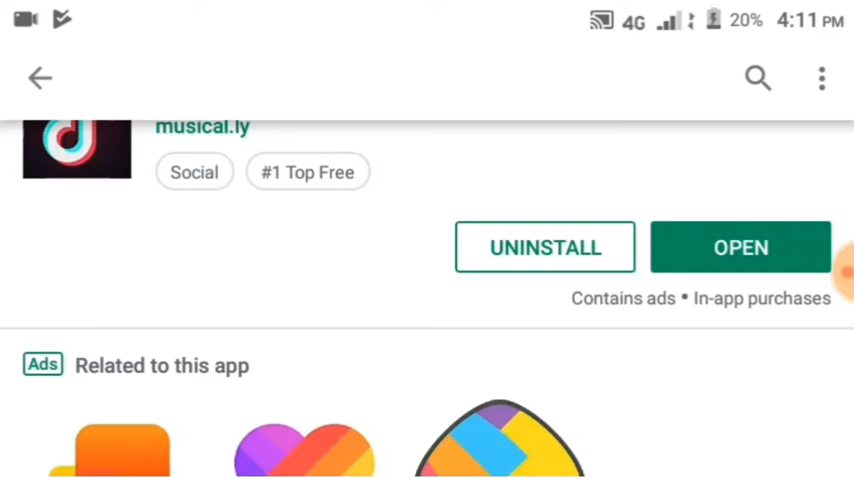 4G 20% 4:11 PM
musical.ly
Social #1 Top Free
UNINSTALL OPEN
Contains ads • In-app purchases
Ads Related to this app